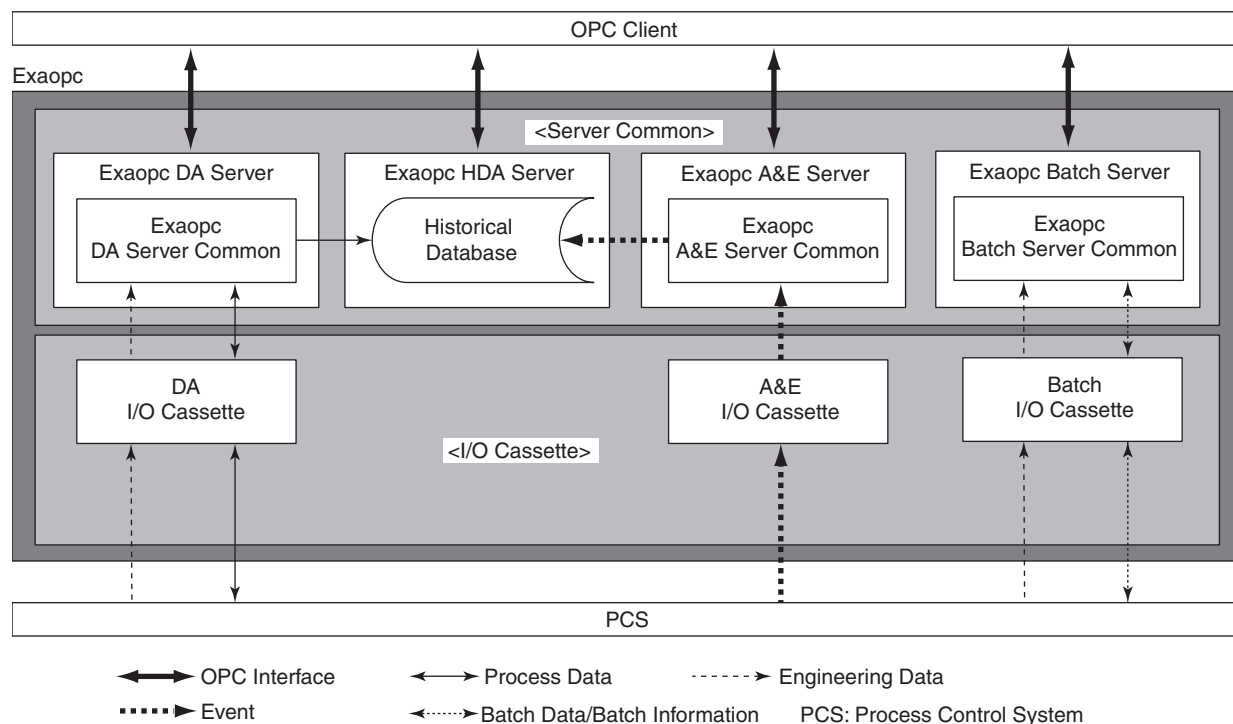 OPC Client
Exaopc
<Server Common>
Exaopc DA Server
Exaopc HDA Server
Exaopc A&E Server
Exaopc Batch Server
Exaopc
DA Server Common
Historical
Database
Exaopc
A&E Server Common
Exaopc
Batch Server Common
DA
I/O Cassette
A&E
I/O Cassette
Batch
I/O Cassette
<I/O Cassette>
PCS
OPC Interface
Process Data
Engineering Data
Event
Batch Data/Batch Information
PCS: Process Control System